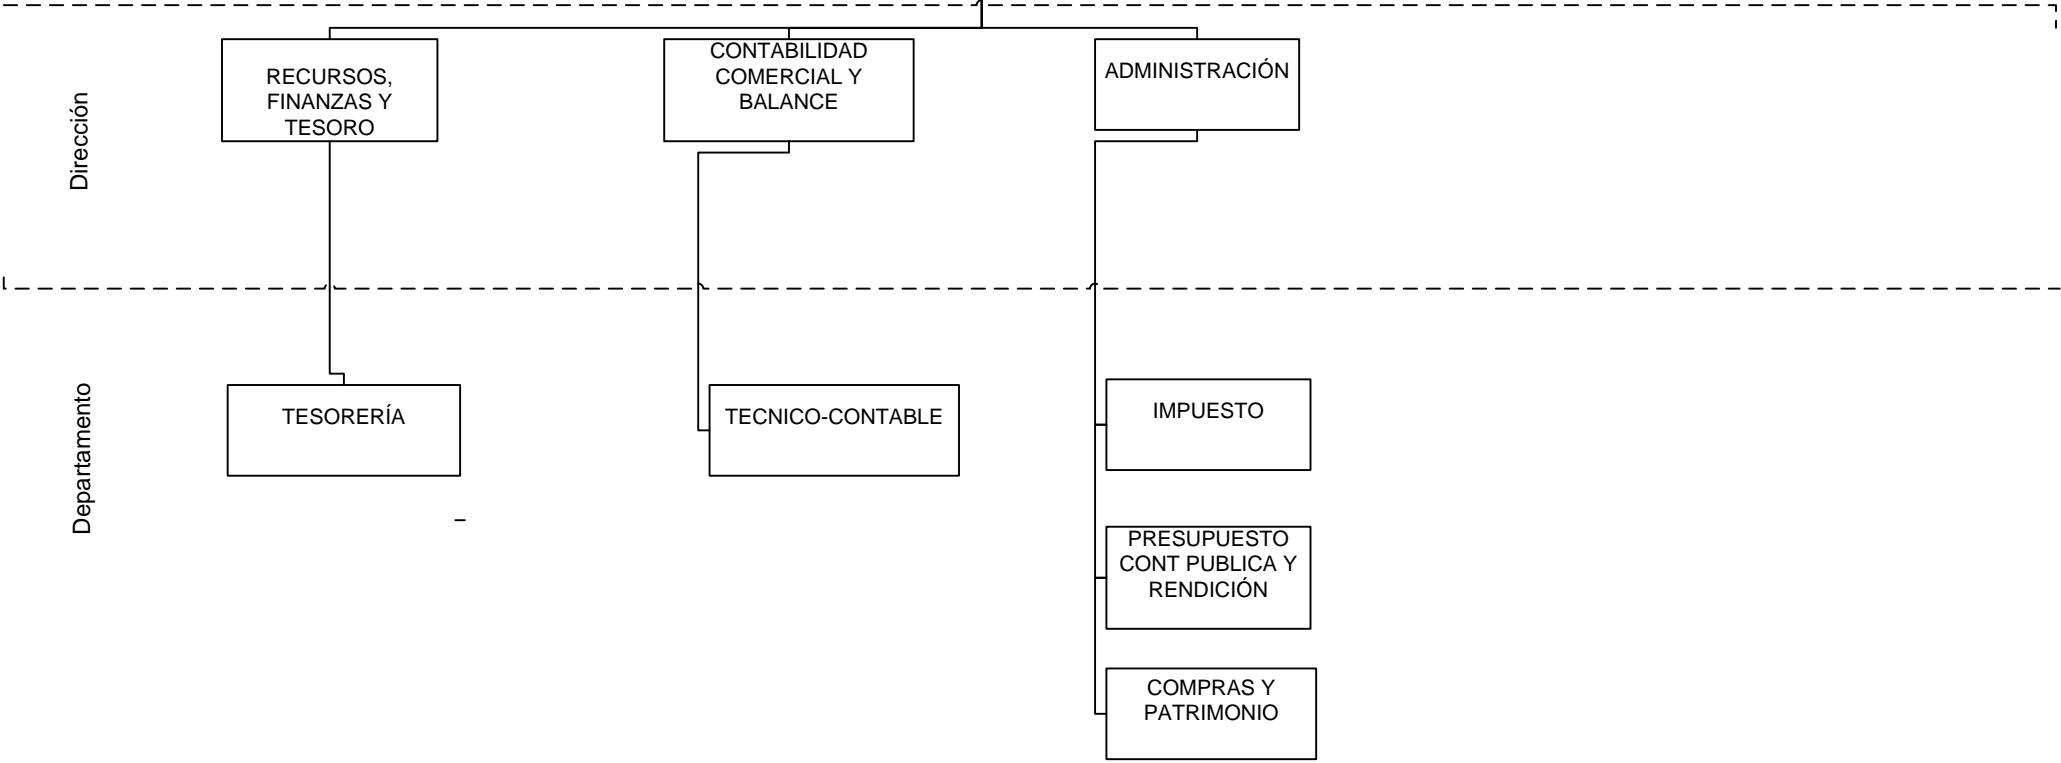 Dirección
RECURSOS,
FINANZAS Y
TESORO
CONTABILIDAD
COMERCIAL Y
BALANCE
ADMINISTRACIÓN
Departamento
TESORERÍA
TECNICO-CONTABLE
IMPUESTO
PRESUPUESTO
CONT PUBLICA Y
RENDICIÓN
COMPRAS Y
PATRIMONIO